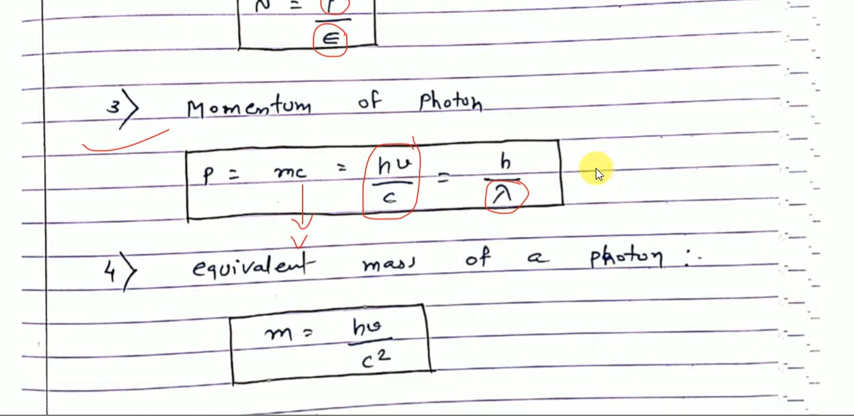 N = P / E
3) Momentum of Photon
P = mc = hυ / c = h / λ
4) equivalent mass of a photon :-
m = hυ / c²